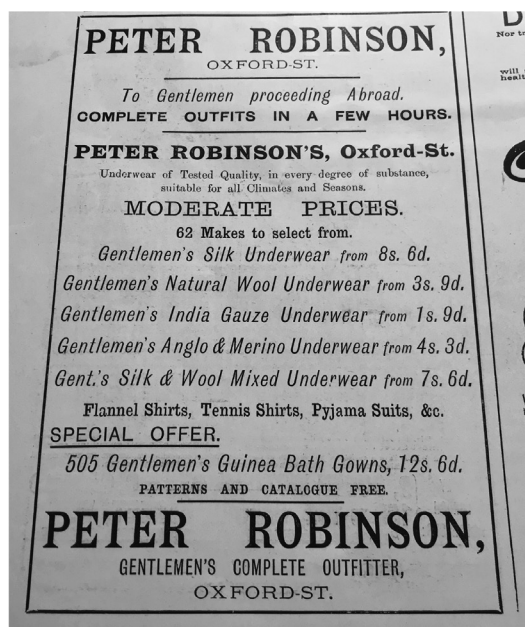 PETER ROBINSON,
OXFORD-ST.
To Gentlemen proceeding Abroad.
COMPLETE OUTFITS IN A FEW HOURS.
PETER ROBINSON'S, Oxford-St.
Underwear of Tested Quality, in every degree of substance,
suitable for all Climates and Seasons.
MODERATE PRICES.
62 Makes to select from.
Gentlemen's Silk Underwear from 8s. 6d.
Gentlemen's Natural Wool Underwear from 3s. 9d.
Gentlemen's India Gauze Underwear from 1s. 9d.
Gentlemen's Anglo & Merino Underwear from 4s. 3d.
Gent.'s Silk & Wool Mixed Underwear from 7s. 6d.
Flannel Shirts, Tennis Shirts, Pyjama Suits, &c.
SPECIAL OFFER.
505 Gentlemen's Guinea Bath Gowns, 12s. 6d.
PATTERNS AND CATALOGUE FREE.
PETER ROBINSON,
GENTLEMEN'S COMPLETE OUTFITTER,
OXFORD-ST.
Nor
will